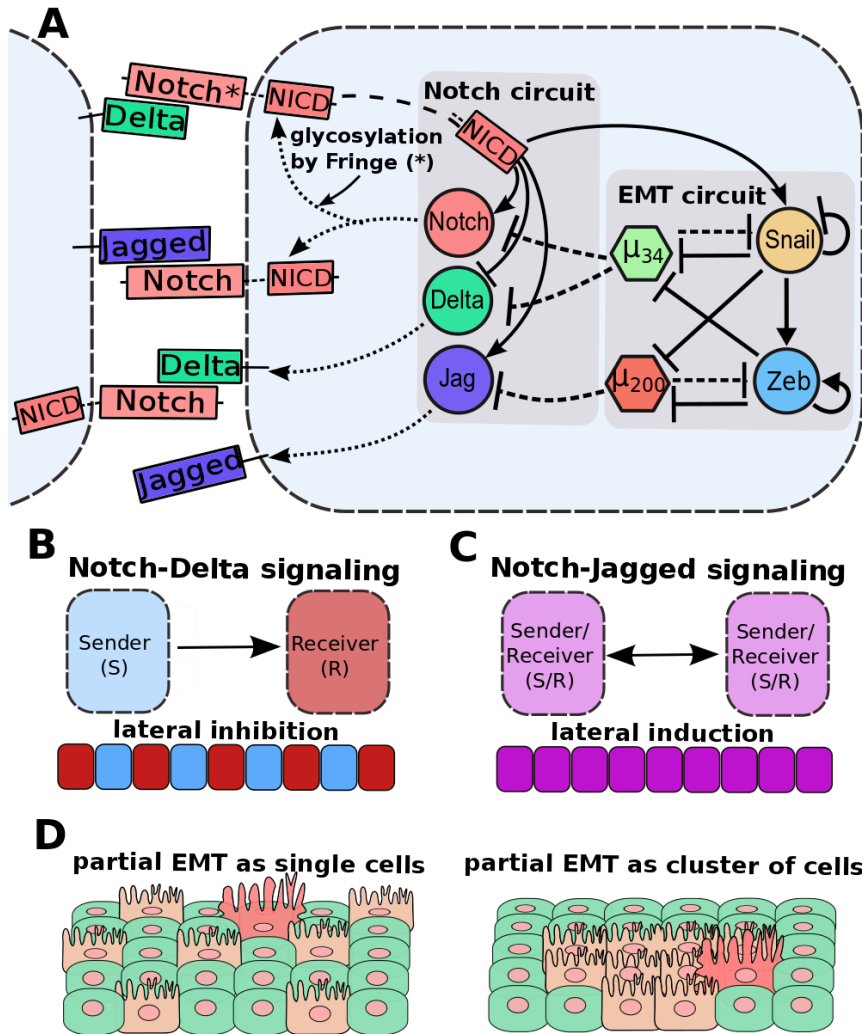 A
Notch*
NICD
Delta
glycosylation
by Fringe (*)
Notch circuit
NICD
EMT circuit
Jagged
Notch
NICD
Notch
μ34
Snail
Delta
Delta
Jag
μ200
Zeb
NICD
Notch
Jagged
B
Notch-Delta signaling
Sender
(S)
Receiver
(R)
lateral inhibition
C
Notch-Jagged signaling
Sender/
Receiver
(S/R)
Sender/
Receiver
(S/R)
lateral induction
D
partial EMT as single cells
partial EMT as cluster of cells